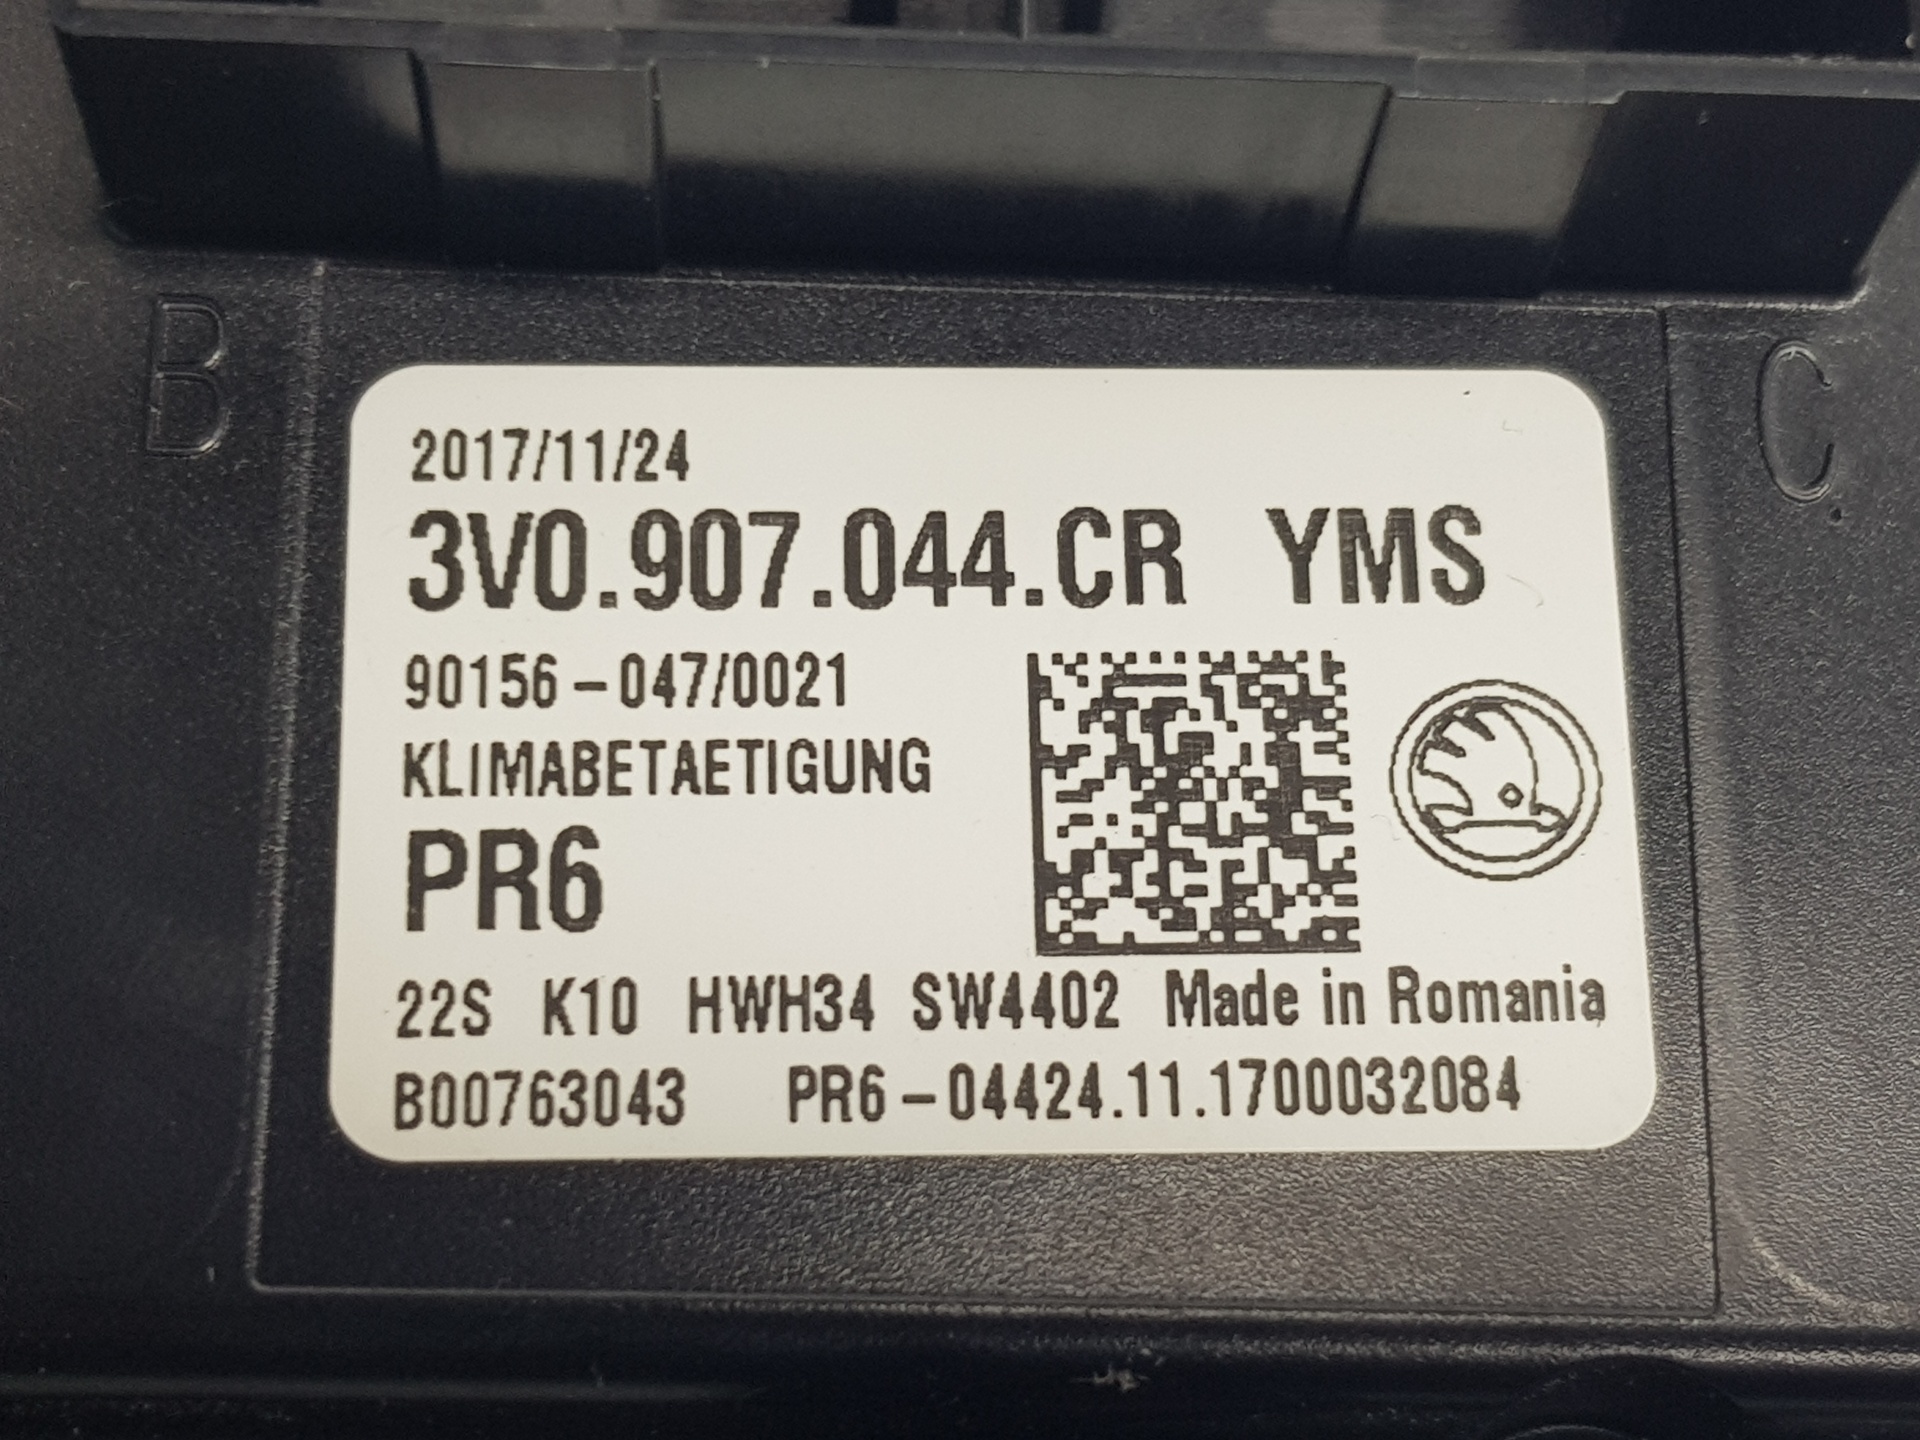 B
C
2017/11/24
3V0.907.044.CR YMS
90156-047/0021
KLIMABETAETIGUNG
PR6
22S K10 HWH34 SW4402 Made in Romania
B00763043 PR6-04424.11.1700032084